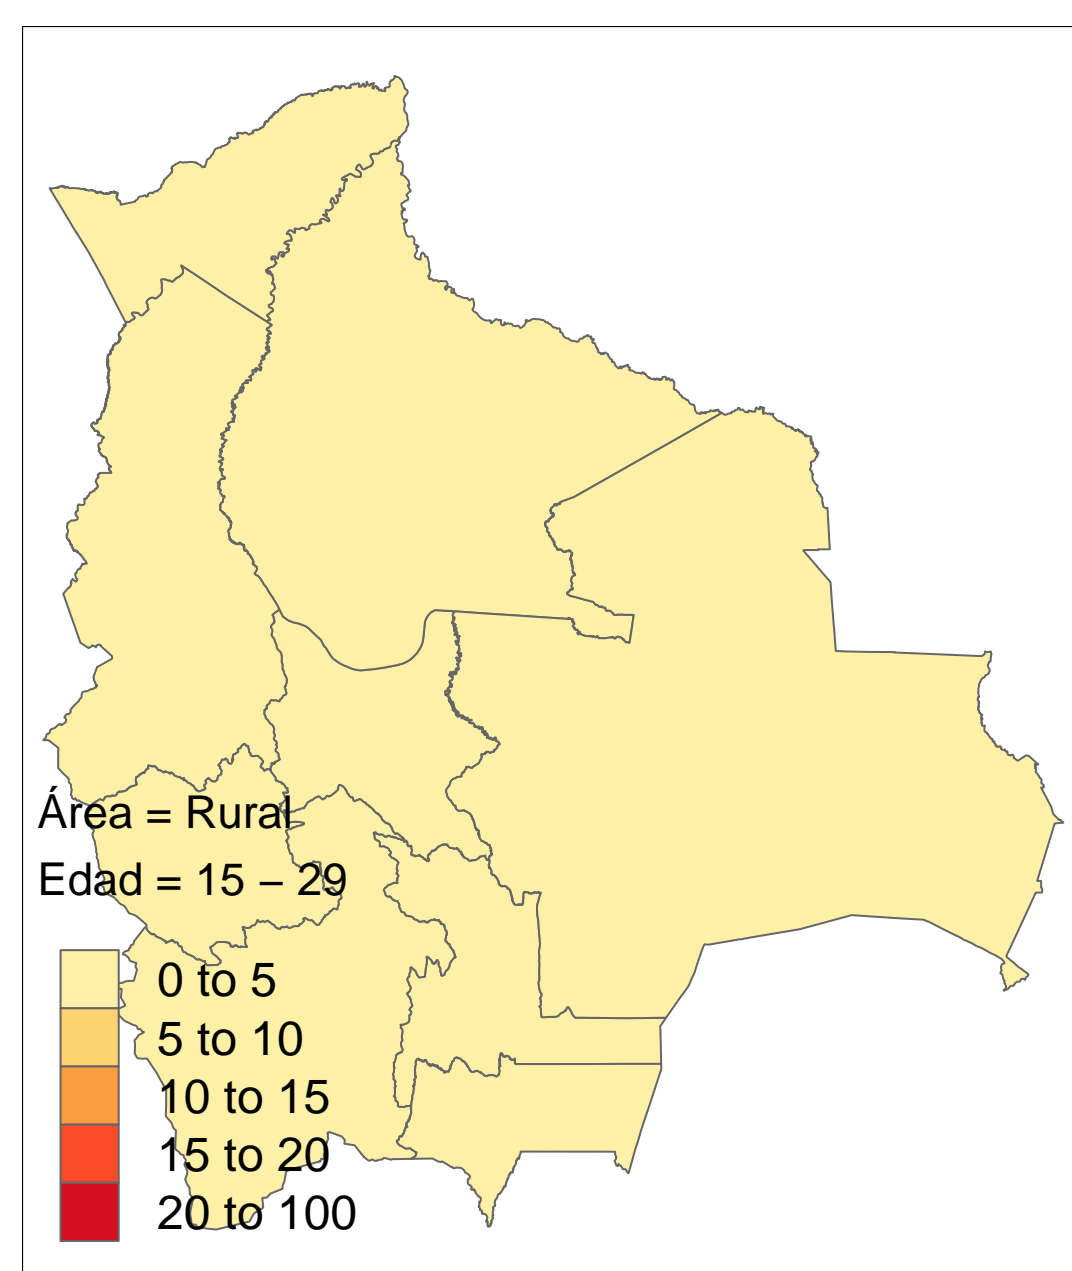 Área = Rural
Edad = 15 – 29
0 to 5
5 to 10
10 to 15
15 to 20
20 to 100